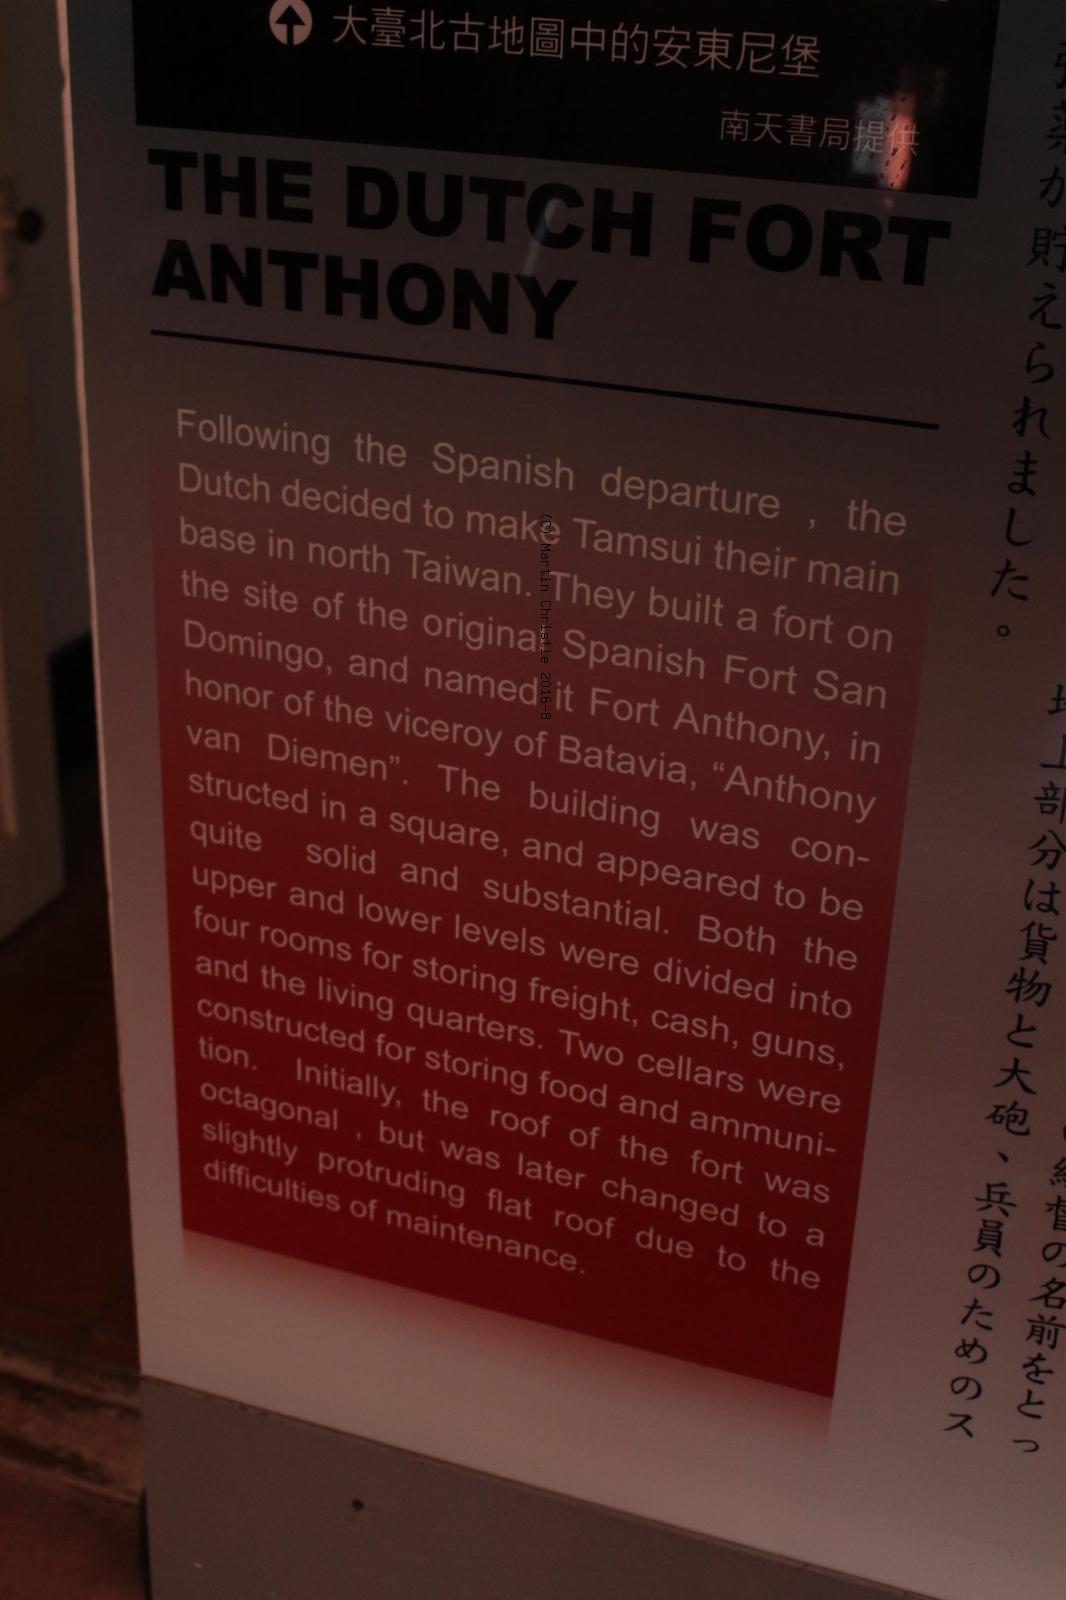 大臺北古地圖中的安東尼堡
南天書局提供
THE DUTCH FORT
ANTHONY
Following the Spanish departure , the
Dutch decided to make Tamsui their main
base in north Taiwan. They built a fort on
the site of the original Spanish Fort San
Domingo, and named it Fort Anthony, in
honor of the viceroy of Batavia, “Anthony
van Diemen”. The building was con-
structed in a square, and appeared to be
quite solid and substantial. Both the
upper and lower levels were divided into
four rooms for storing freight, cash, guns,
and the living quarters. Two cellars were
constructed for storing food and ammuni-
tion. Initially, the roof of the fort was
octagonal , but was later changed to a
slightly protruding flat roof due to the
difficulties of maintenance.
が貯えられました。
地上部分は貨物と大砲、兵員のためのス
督の名前をとっ
(C) Martin Christie 2016-8